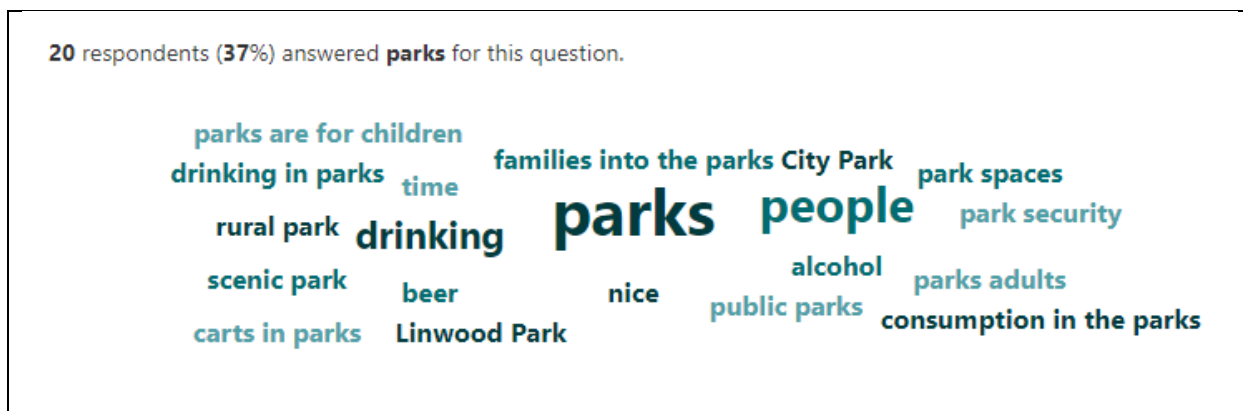 20 respondents (37%) answered parks for this question.
parks are for children
families into the parks City Park
drinking in parks time park spaces
parks people park security
rural park drinking
scenic park alcohol parks adults
beer nice public parks
carts in parks Linwood Park consumption in the parks